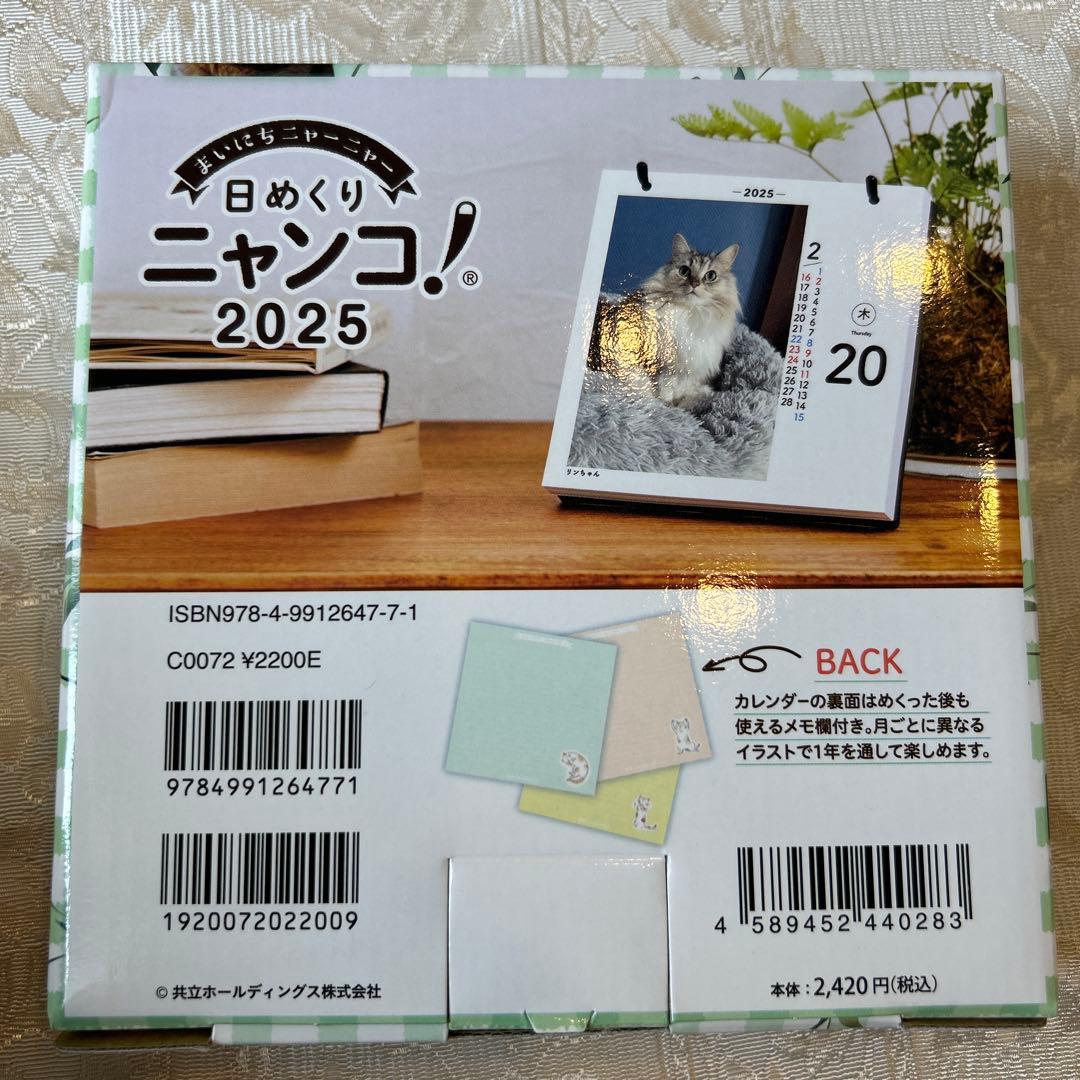 まいにちニャーニャー
日めくり
ニャンコ!®
2025
—2025—
2
1
16 2
17 3
18 4
19 5
20 6
21 7
22 8
23 9
24 10
25 11
26 12
27 13
28 14
15
木
Thursday
20
リンちゃん
ISBN978-4-9912647-7-1
C0072 ¥2200E
9784991264771
1920072022009
© 共立ホールディングス株式会社
BACK
カレンダーの裏面はめくった後も
使えるメモ欄付き。月ごとに異なる
イラストで1年を通して楽しめます。
4 589452 440283
本体:2,420円(税込)